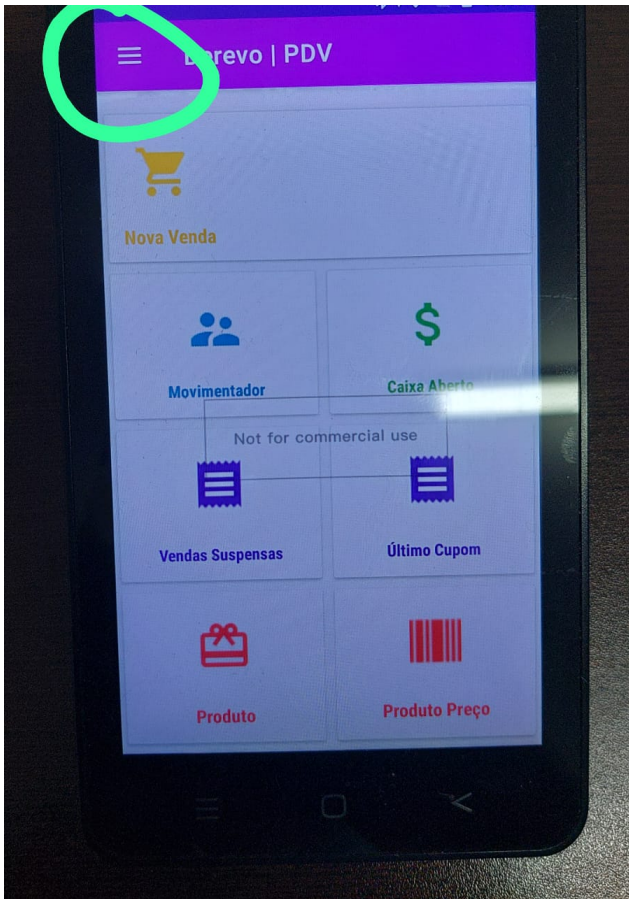 | PDV
Nova Venda
Movimentador
Caixa Aberto
Not for commercial use
Vendas Suspensas
Último Cupom
Produto
Produto Preço